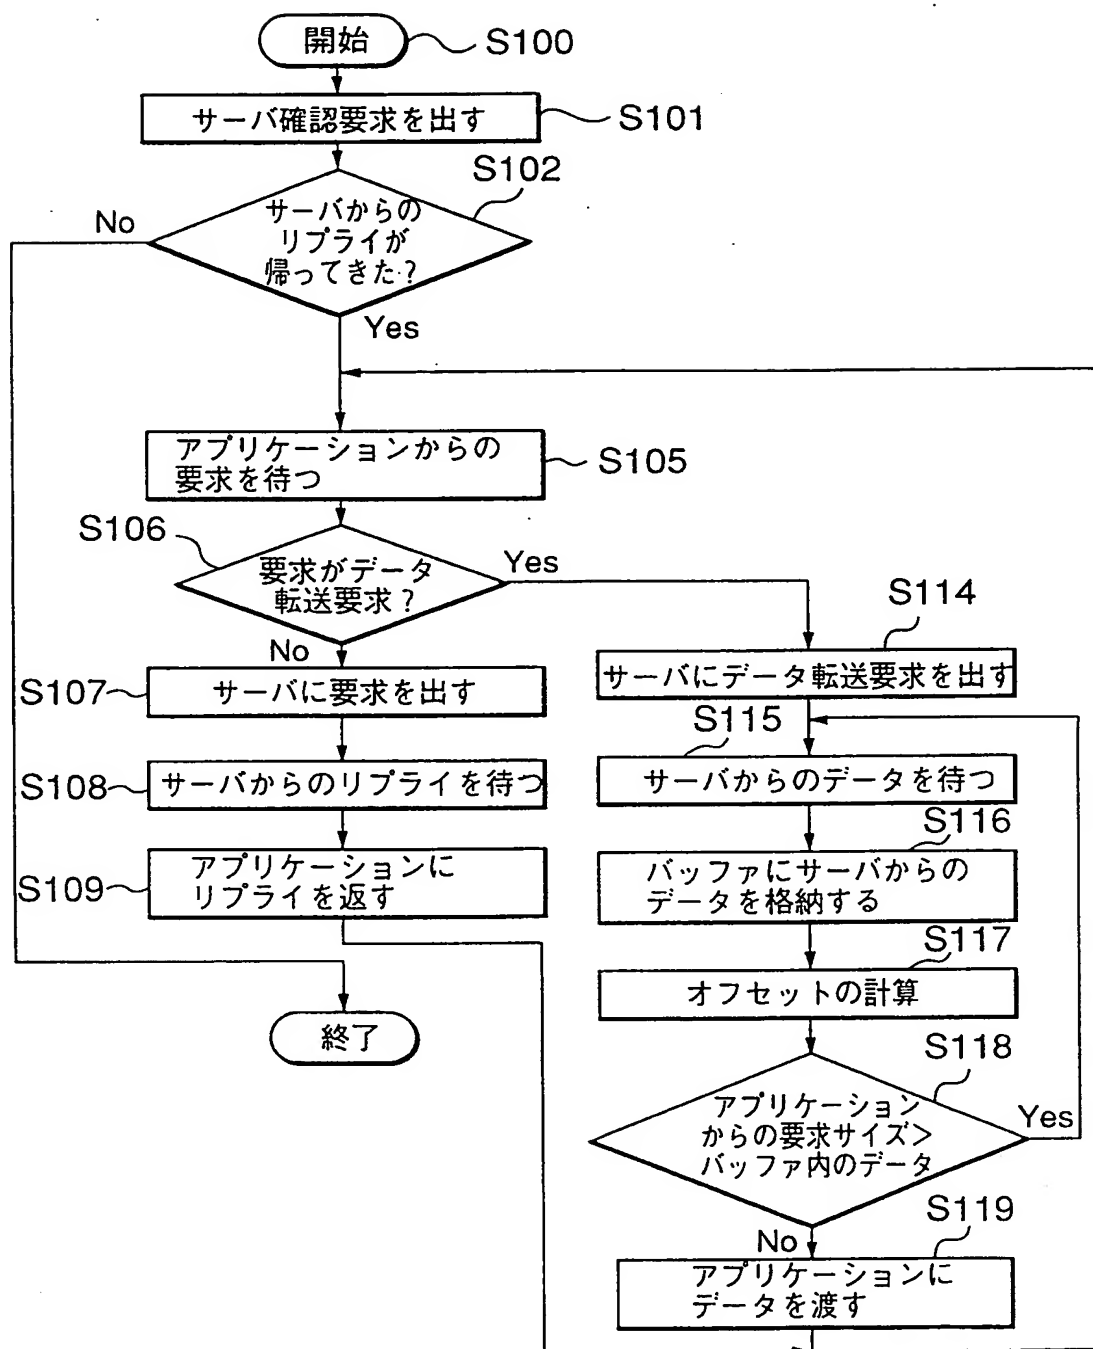 開始
S100
サーバ確認要求を出す
S101
S102
No
サーバからの
リプライが
帰ってきた?
Yes
アプリケーションからの
要求を待つ
S105
S106
要求がデータ
転送要求?
Yes
No
S107
サーバに要求を出す
S108
サーバからのリプライを待つ
S109
アプリケーションに
リプライを返す
終了
S114
サーバにデータ転送要求を出す
S115
サーバからのデータを待つ
S116
バッファにサーバからの
データを格納する
S117
オフセットの計算
S118
アプリケーション
からの要求サイズ>
バッファ内のデータ
Yes
No
S119
アプリケーションに
データを渡す